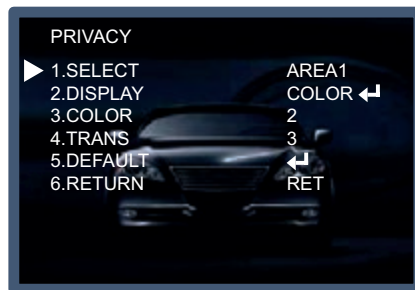 PRIVACY
1.SELECT AREA1
2.DISPLAY COLOR ↵
3.COLOR 2
4.TRANS 3
5.DEFAULT ↵
6.RETURN RET